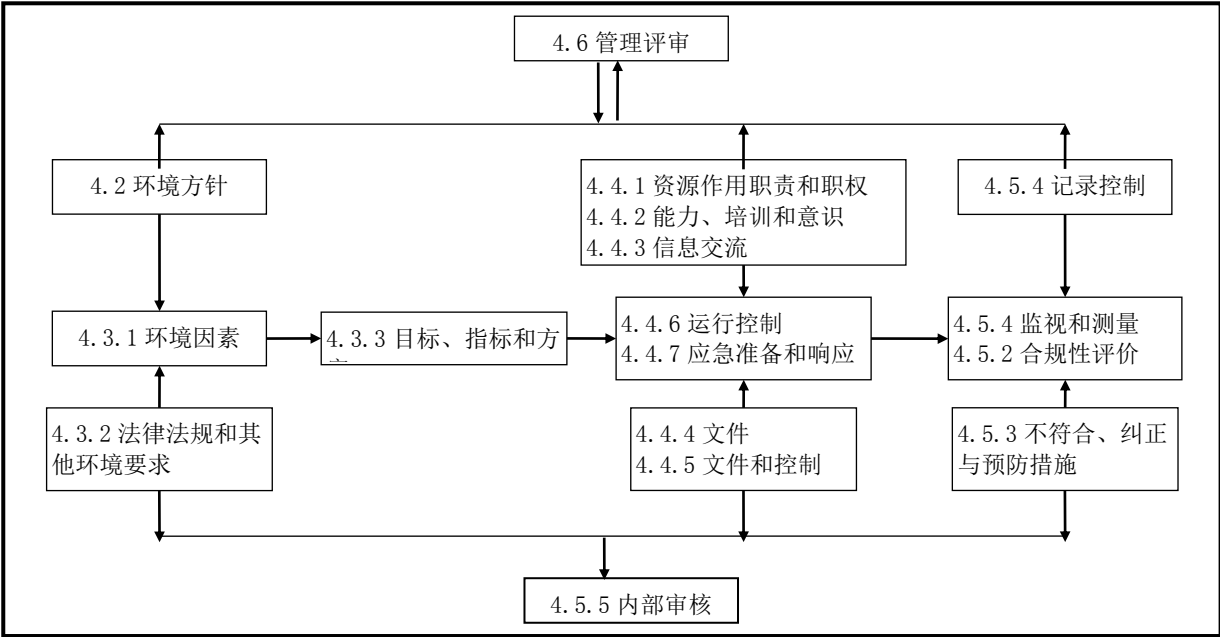 4.6 管理评审
4.2 环境方针
4.4.1 资源作用职责和职权
4.4.2 能力、培训和意识
4.4.3 信息交流
4.5.4 记录控制
4.3.1 环境因素
4.3.3 目标、指标和方
4.4.6 运行控制
4.4.7 应急准备和响应
4.5.4 监视和测量
4.5.2 合规性评价
4.3.2 法律法规和其
他环境要求
4.4.4 文件
4.4.5 文件和控制
4.5.3 不符合、纠正
与预防措施
4.5.5 内部审核